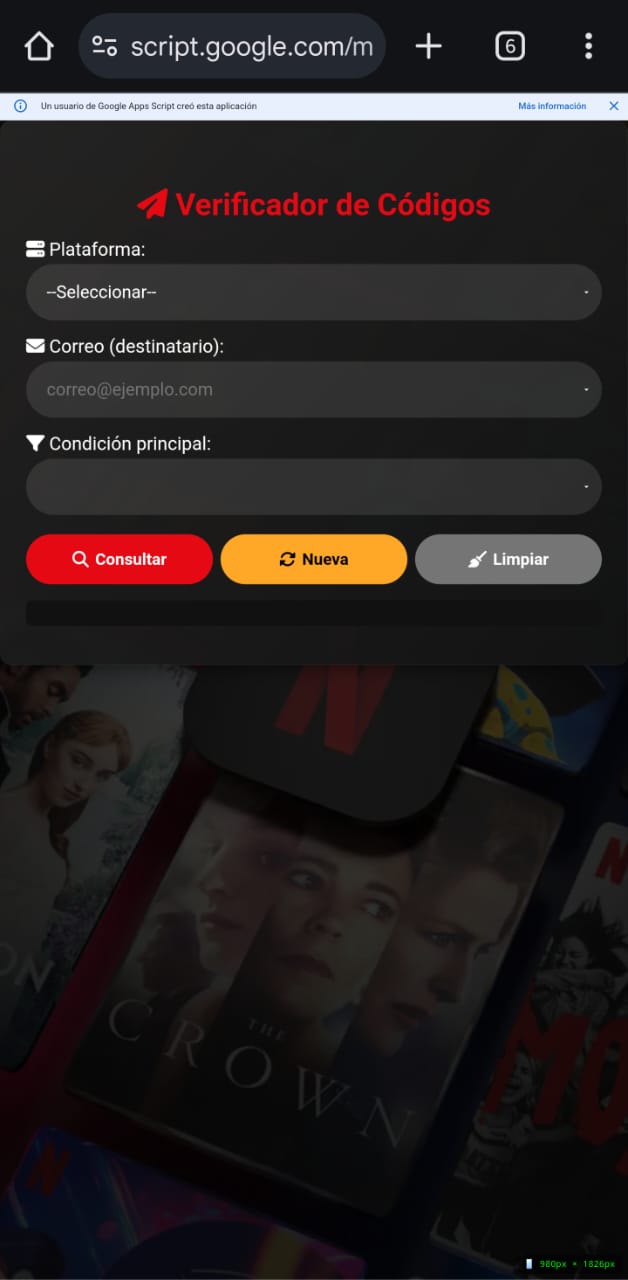 script.google.com/m
6
Un usuario de Google Apps Script creó esta aplicación
Más información
Verificador de Códigos
Plataforma:
--Seleccionar--
Correo (destinatario):
correo@ejemplo.com
Condición principal:
Consultar
Nueva
Limpiar
N
ON
N
THE
CROWN
MO
N
980px × 1826px